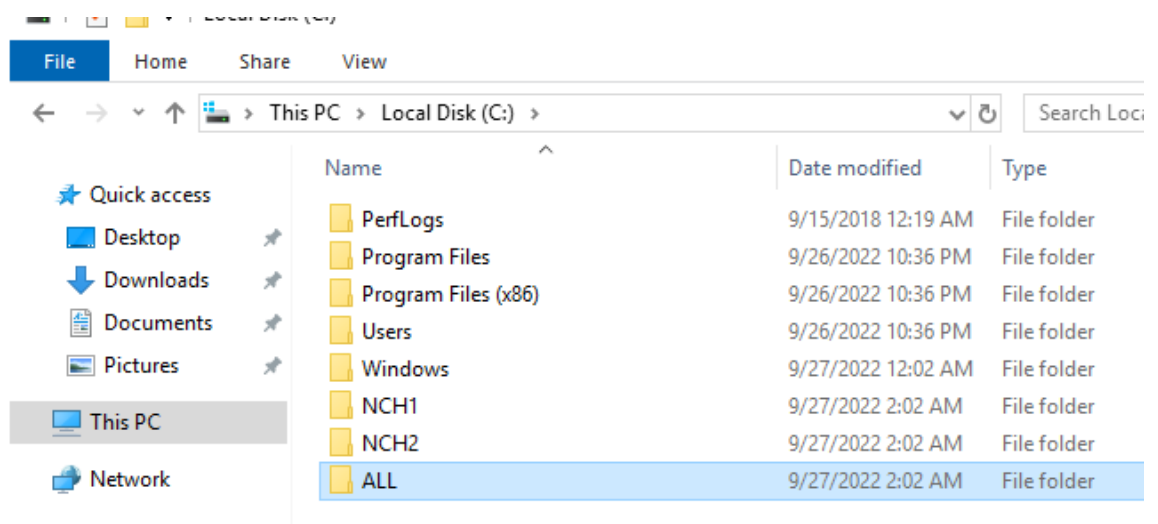 Local Disk (C:)
File Home Share View
This PC > Local Disk (C:) > Search Loc
Name Date modified Type
Quick access
PerfLogs 9/15/2018 12:19 AM File folder
Desktop
Program Files 9/26/2022 10:36 PM File folder
Downloads
Program Files (x86) 9/26/2022 10:36 PM File folder
Documents
Users 9/26/2022 10:36 PM File folder
Pictures
Windows 9/27/2022 12:02 AM File folder
NCH1 9/27/2022 2:02 AM File folder
This PC
NCH2 9/27/2022 2:02 AM File folder
Network
ALL 9/27/2022 2:02 AM File folder